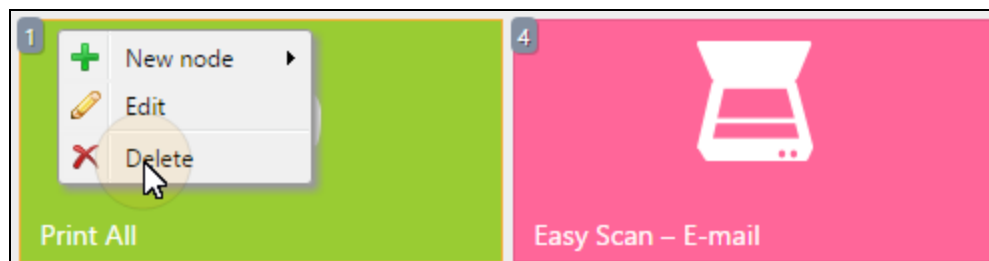 1
New node
Edit
Delete
Print All
4
Easy Scan – E-mail